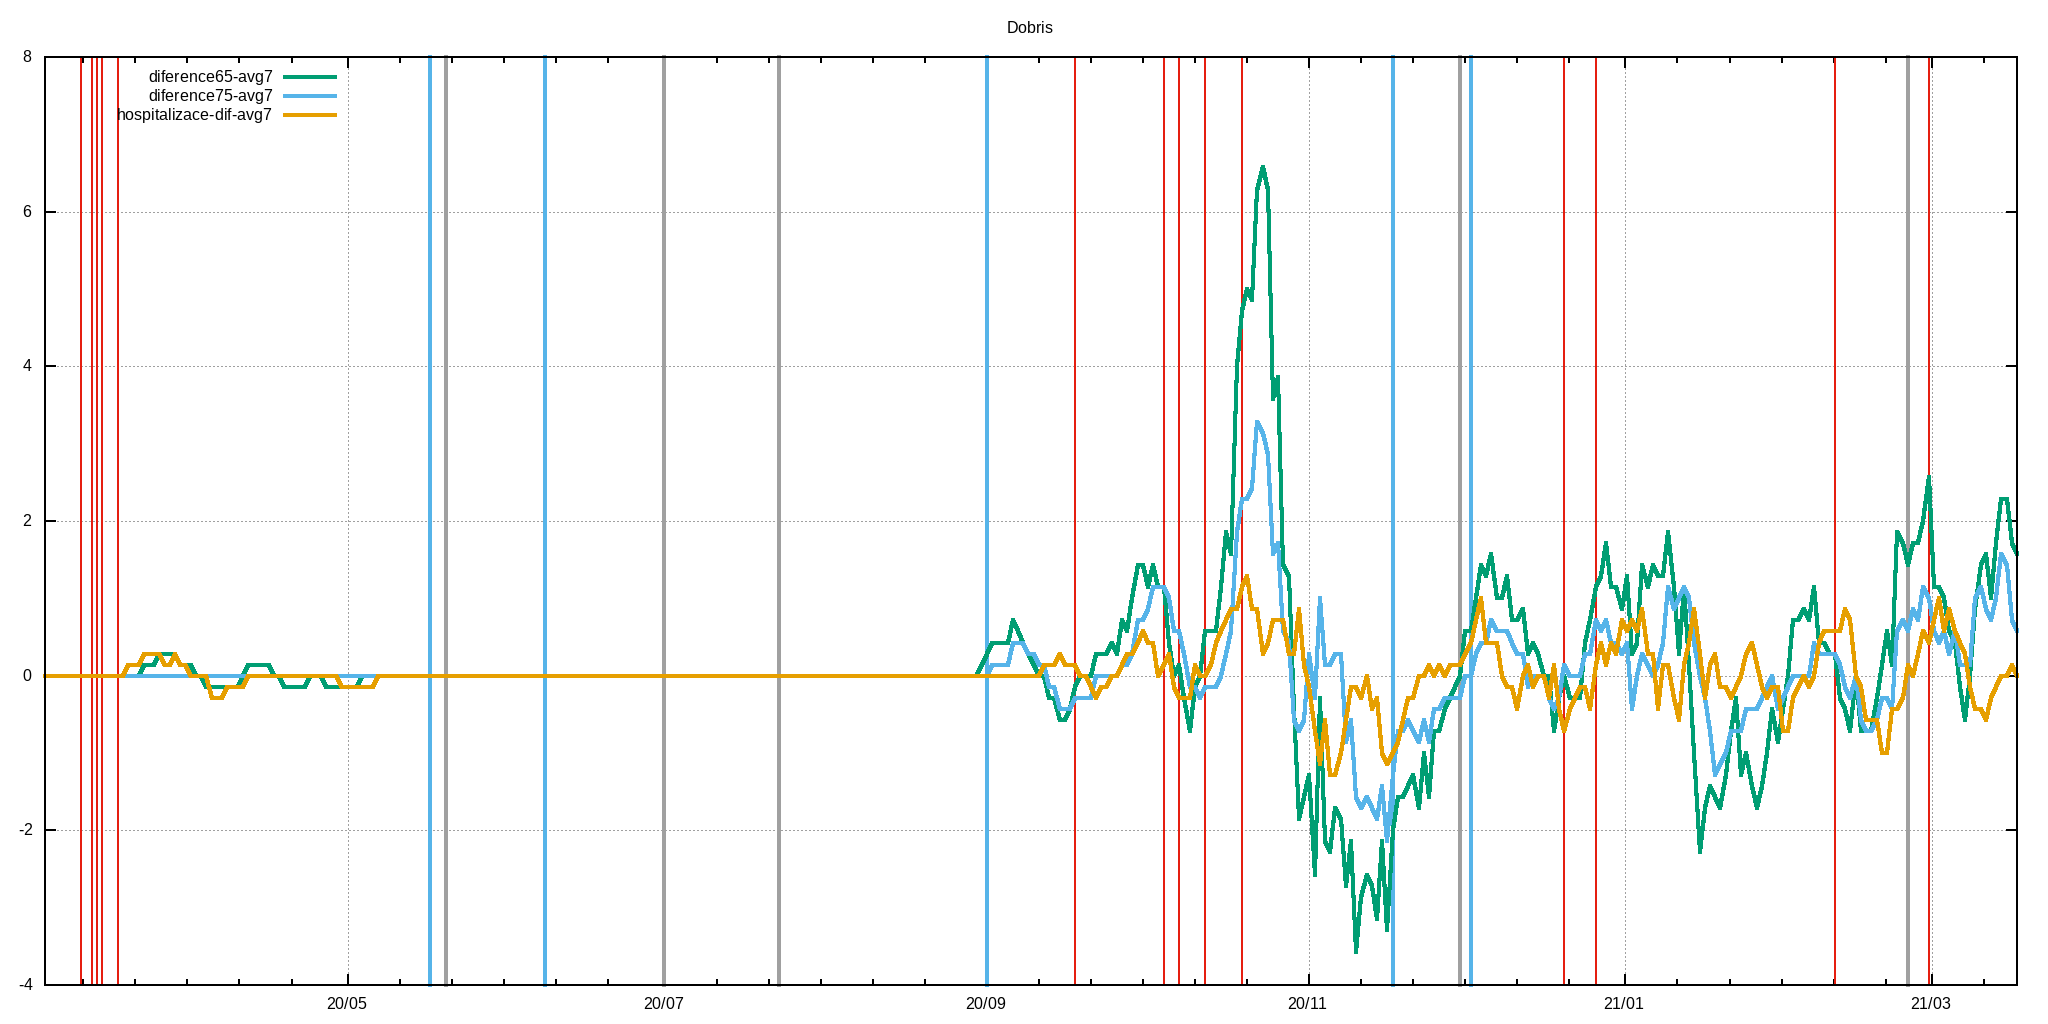 Dobris
diference65-avg7
diference75-avg7
hospitalizace-dif-avg7
8
6
4
2
0
-2
-4
20/05 20/07 20/09 20/11 21/01 21/03